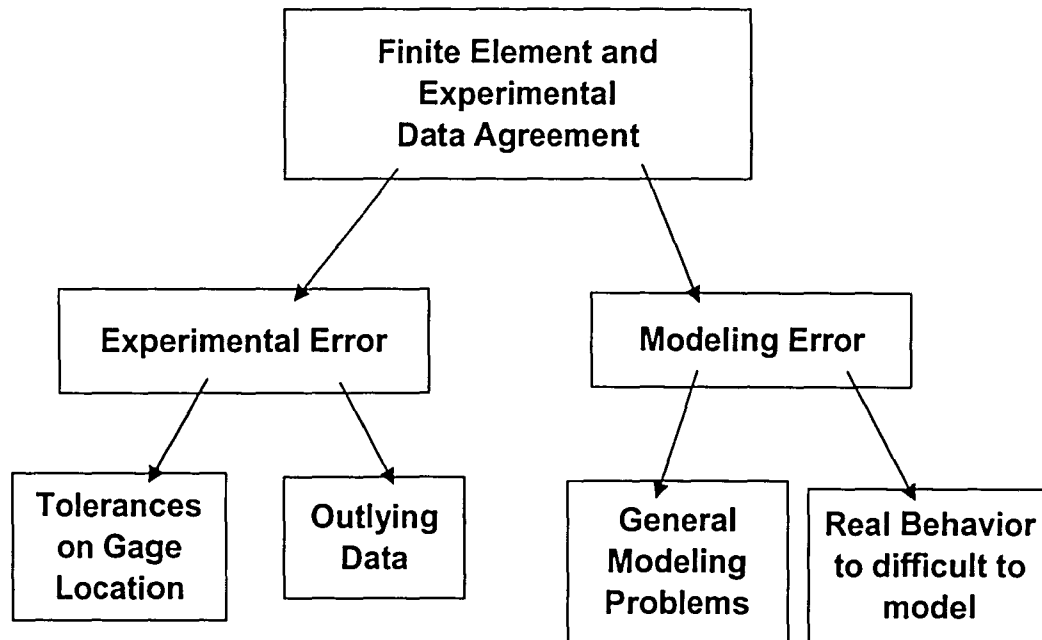 Finite Element and
Experimental
Data Agreement
Experimental Error
Modeling Error
Tolerances
on Gage
Location
Outlying
Data
General
Modeling
Problems
Real Behavior
to difficult to
model